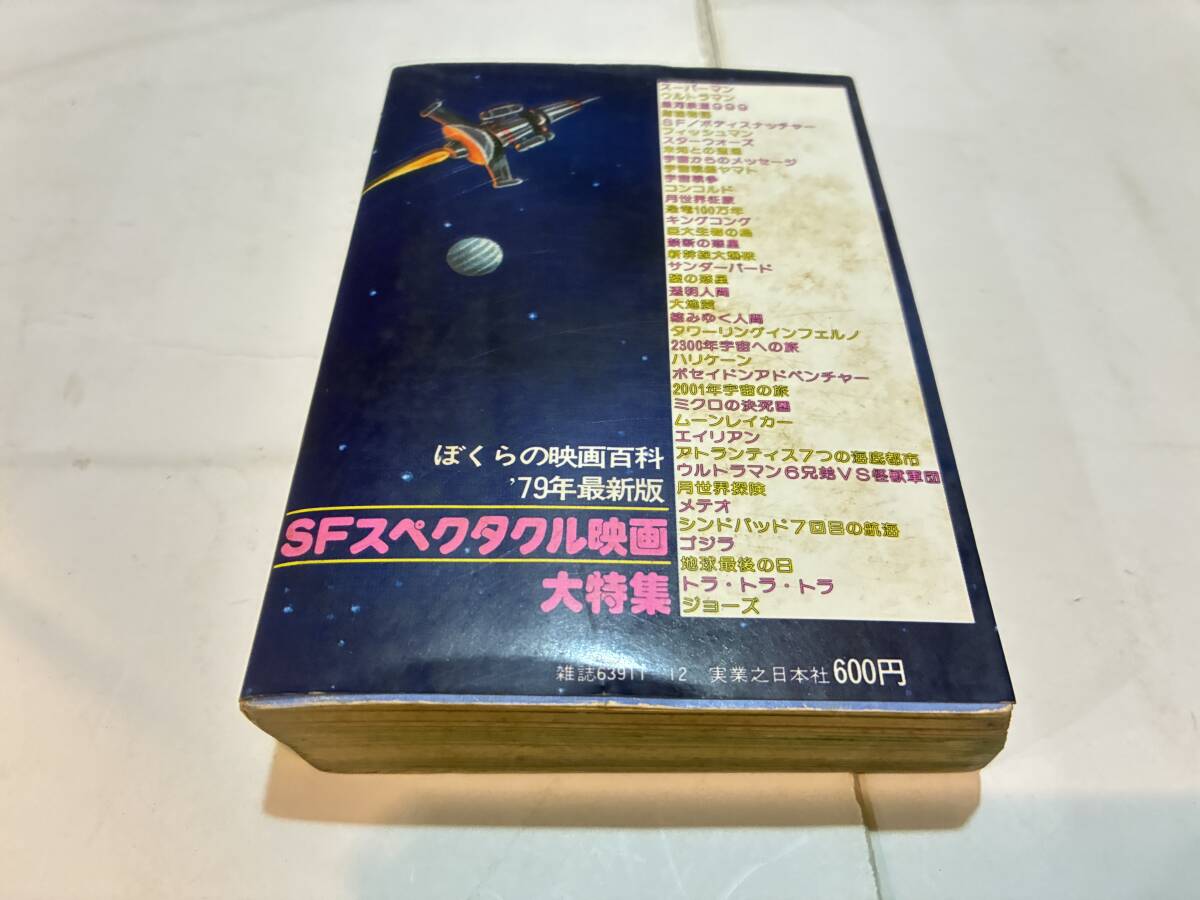 スーパーマン
ウルトラマン
銀河鉄道999
SF/ボディスナッチャー
フィッシュマン
スターウォーズ
未知との遭遇
宇宙からのメッセージ
宇宙戦艦ヤマト
宇宙戦争
コンコルド
月世界征服
恐竜100万年
キングコング
巨大生物の島
最新の恐竜
新幹線大爆破
サンダーバード
猿の惑星
透明人間
大地震
縮みゆく人間
タワーリングインフェルノ
2300年宇宙への旅
ハリケーン
ポセイドンアドベンチャー
2001年宇宙の旅
ミクロの決死圏
ムーンレイカー
エイリアン
アトランティス7つの海底都市
ウルトラマン6兄弟VS怪獣軍団
月世界探険
メテオ
シンドバッド7回目の航海
ゴジラ
地球最後の日
トラ・トラ・トラ
ジョーズ
ぼくらの映画百科
'79年最新版
SFスペクタクル映画
大特集
雑誌63911 12 実業之日本社 600円